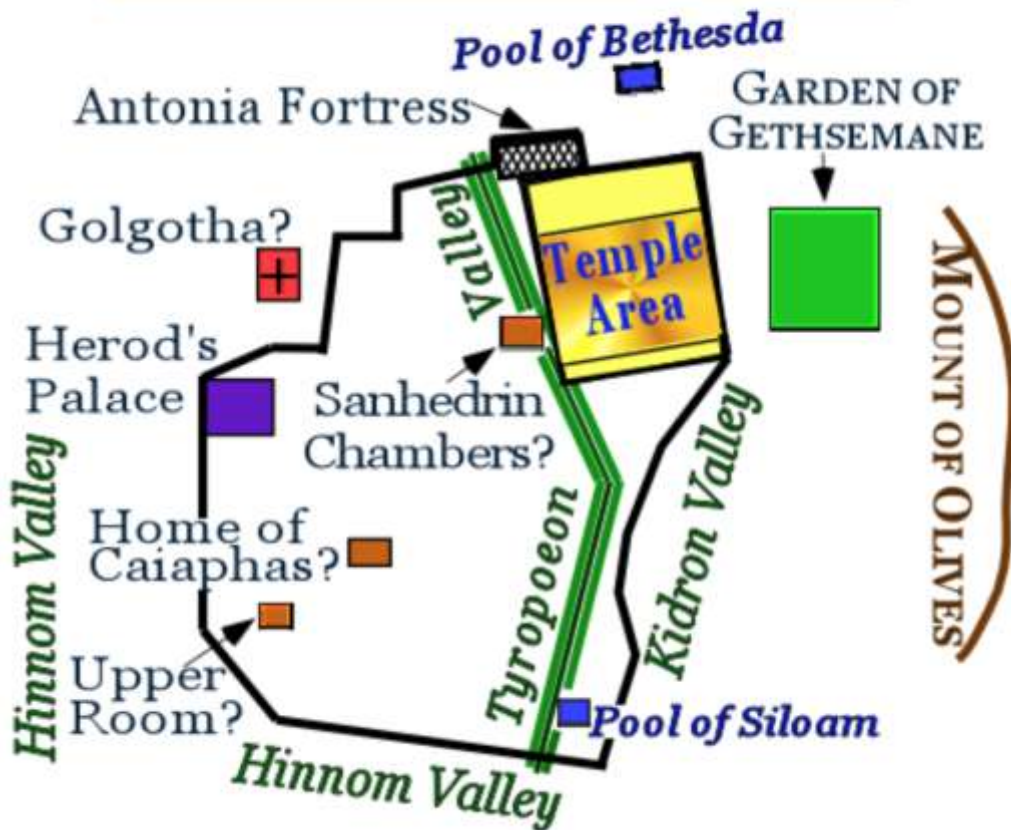 Pool of Bethesda
Antonia Fortress
GARDEN OF
GETHSEMANE
Golgotha?
Valley
Temple
Area
MOUNT OF OLIVES
Herod's
Palace
Sanhedrin
Chambers?
Hinnom Valley
Home of
Caiaphas?
Tyropoeon
Kidron Valley
Upper
Room?
Pool of Siloam
Hinnom Valley